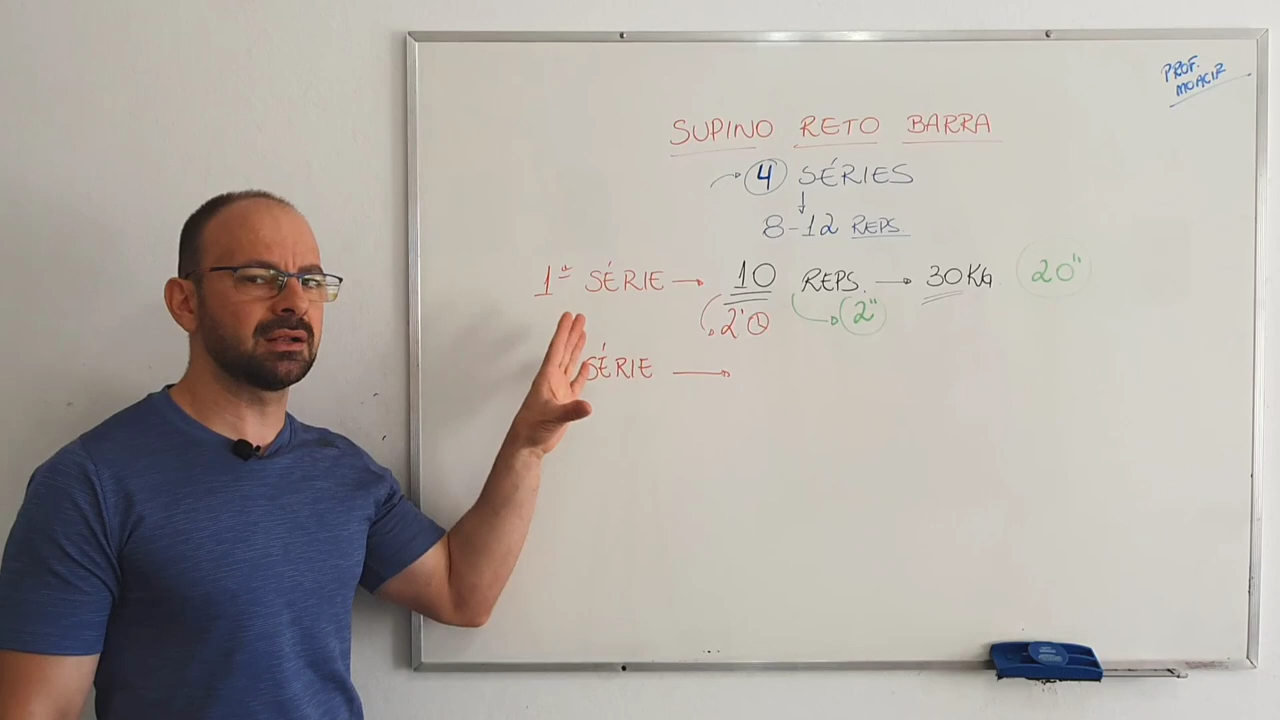 PROF.
MOACIR
SUPINO RETO BARRA
4 SÉRIES
8-12 REPS.
1ª SÉRIE → 10 REPS. → 30KG. 20"
2' 2"
SÉRIE →